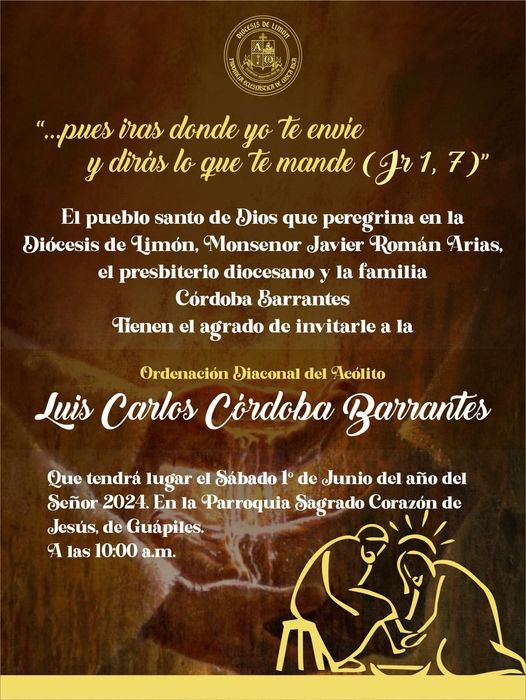 DIÓCESIS DE LIMÓN
PROVINCIA ECLESIÁSTICA DE COSTA RICA
“...pues iras donde yo te envíe
y dirás lo que te mande (Jr 1, 7)”
El pueblo santo de Dios que peregrina en la
Diócesis de Limón, Monsenor Javier Román Arias,
el presbiterio diocesano y la familia
Córdoba Barrantes
Tienen el agrado de invitarle a la
Ordenación Diaconal del Acólito
Luis Carlos Córdoba Barrantes
Que tendrá lugar el Sábado 1º de Junio del año del
Señor 2024. En la Parroquia Sagrado Corazón de
Jesús, de Guápiles.
A las 10:00 a.m.